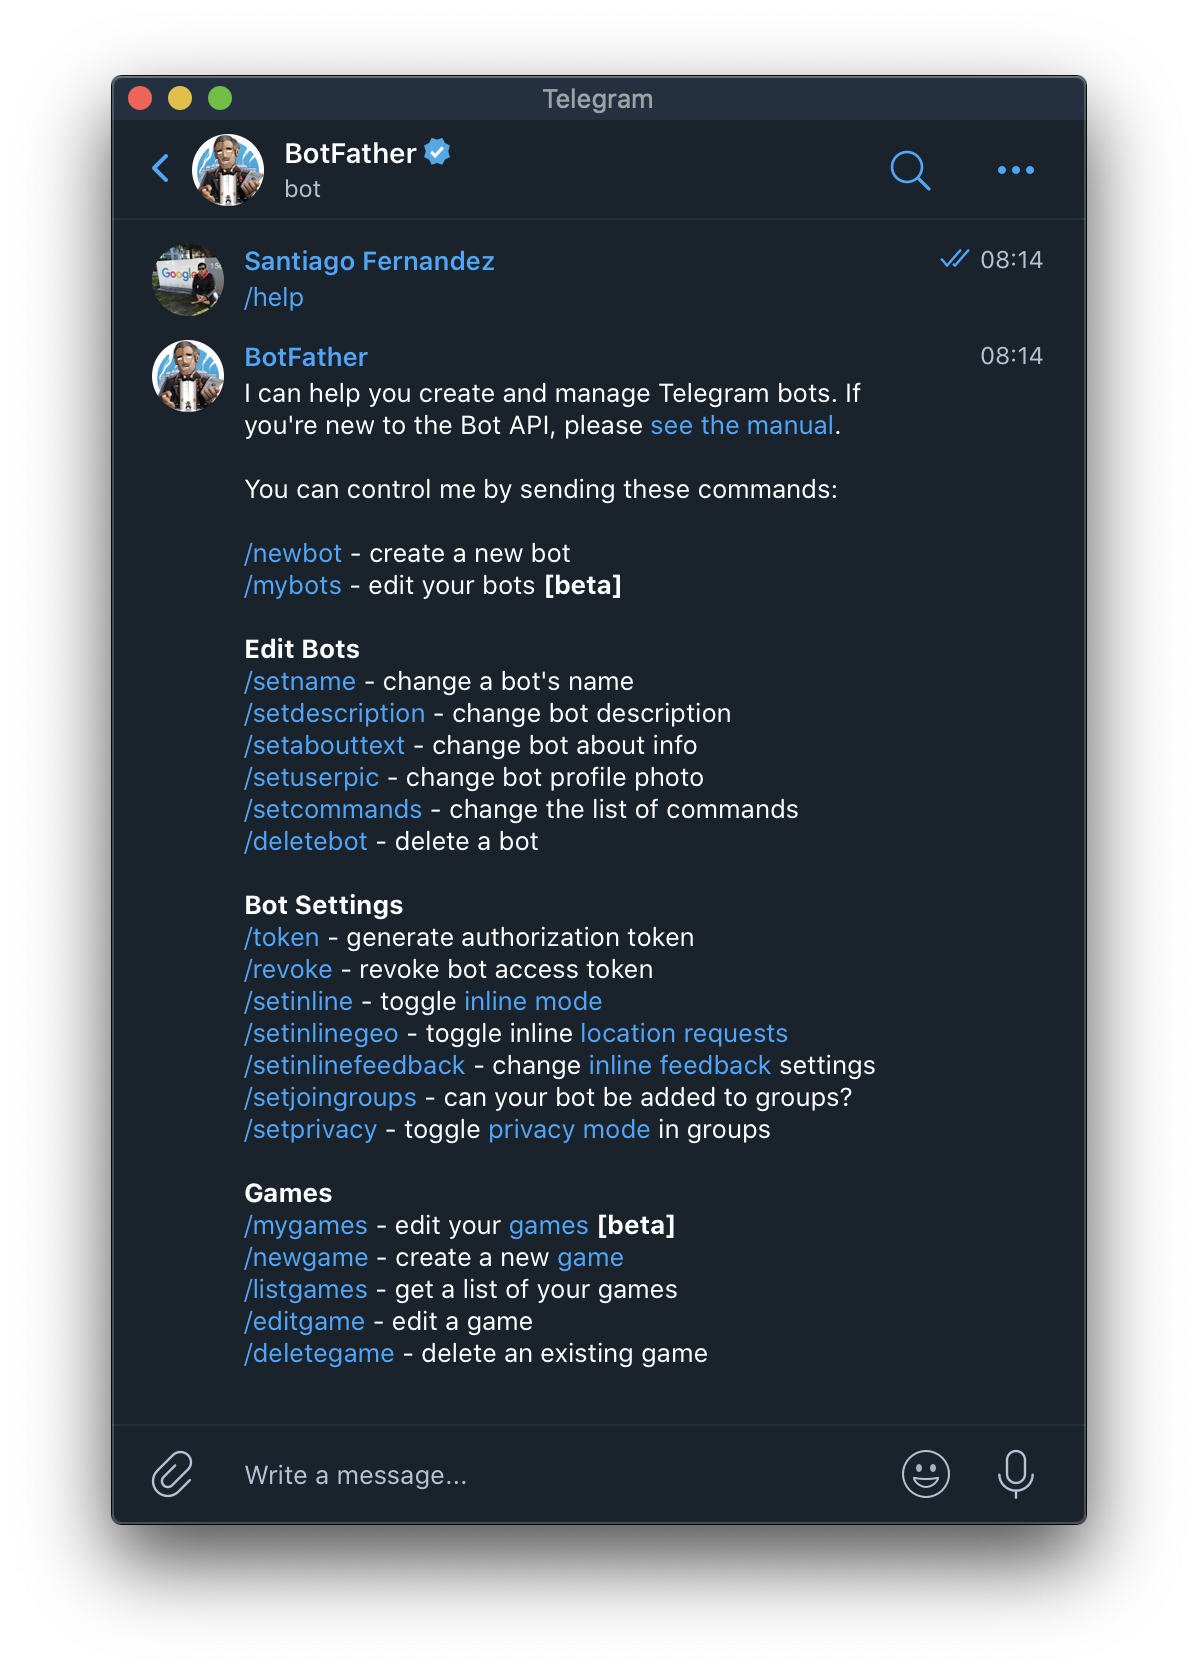 Telegram
BotFather
bot
Santiago Fernandez
08:14
/help
Google
BotFather
08:14
I can help you create and manage Telegram bots. If
you're new to the Bot API, please see the manual.
You can control me by sending these commands:
/newbot - create a new bot
/mybots - edit your bots [beta]
Edit Bots
/setname - change a bot's name
/setdescription - change bot description
/setabouttext - change bot about info
/setuserpic - change bot profile photo
/setcommands - change the list of commands
/deletebot - delete a bot
Bot Settings
/token - generate authorization token
/revoke - revoke bot access token
/setinline - toggle inline mode
/setinlinegeo - toggle inline location requests
/setinlinefeedback - change inline feedback settings
/setjoingroups - can your bot be added to groups?
/setprivacy - toggle privacy mode in groups
Games
/mygames - edit your games [beta]
/newgame - create a new game
/listgames - get a list of your games
/editgame - edit a game
/deletegame - delete an existing game
Write a message...